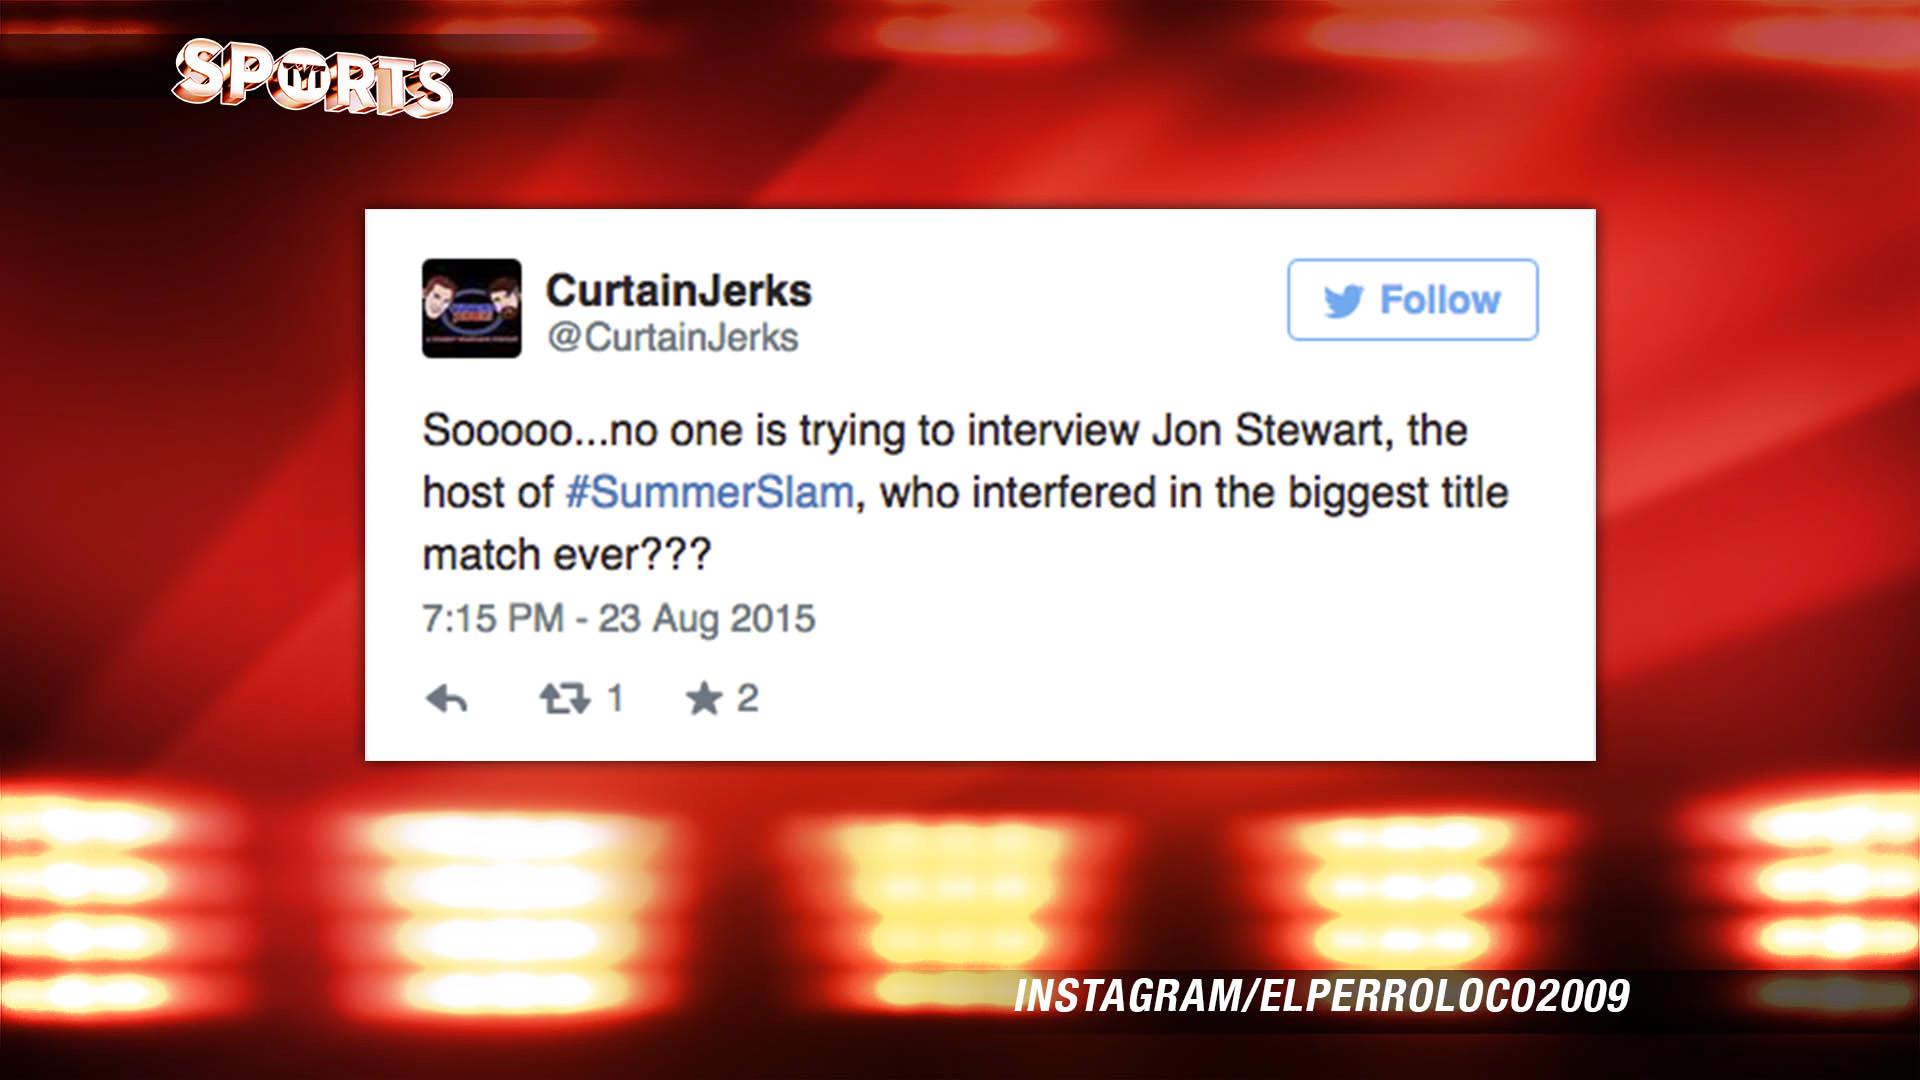 SPORTS
TYT
CurtainJerks
@CurtainJerks
Follow
Sooooo...no one is trying to interview Jon Stewart, the
host of #SummerSlam, who interfered in the biggest title
match ever???
7:15 PM - 23 Aug 2015
1 2
INSTAGRAM/ELPERROLOCO2009